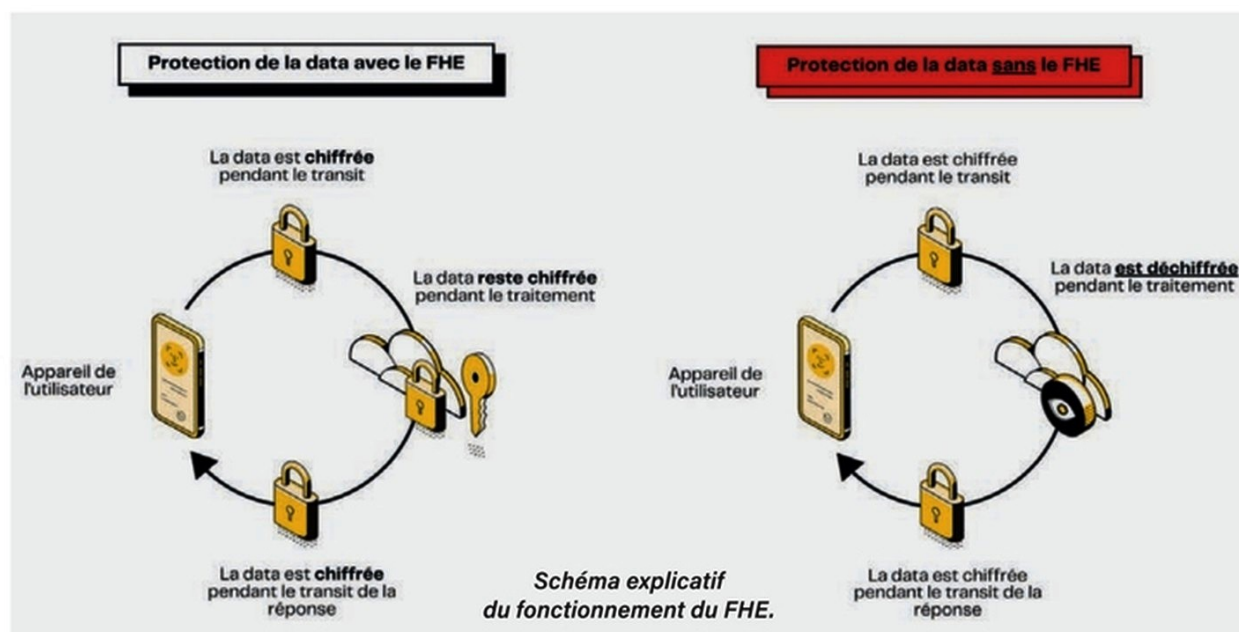 Protection de la data avec le FHE
La data est chiffrée
pendant le transit
La data reste chiffrée
pendant le traitement
Appareil de
l'utilisateur
La data est chiffrée
pendant le transit de la
réponse
Protection de la data sans le FHE
La data est chiffrée
pendant le transit
La data est déchiffrée
pendant le traitement
Appareil de
l'utilisateur
La data est chiffrée
pendant le transit de la
réponse
Schéma explicatif
du fonctionnement du FHE.